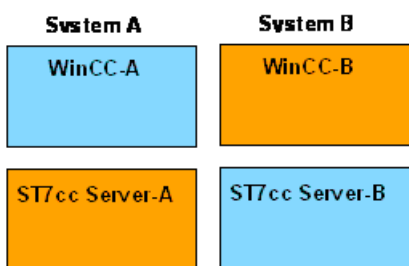 System A System B
WinCC-A WinCC-B
ST7cc Server-A ST7cc Server-B